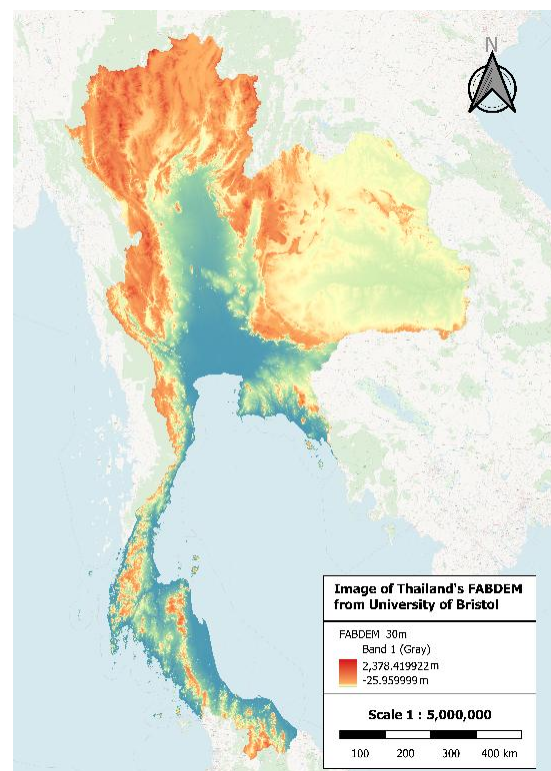 N
Image of Thailand's FABDEM
from University of Bristol
FABDEM 30m
Band 1 (Gray)
2,378.419922 m
-25.959999 m
Scale 1 : 5,000,000
100 200 300 400 km